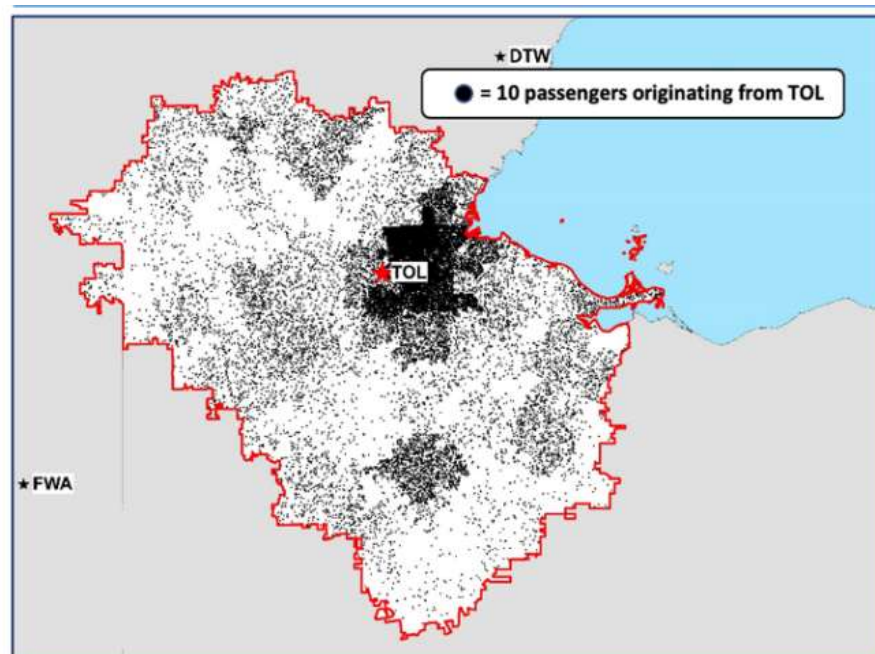 ★ DTW
● = 10 passengers originating from TOL
★ TOL
★ FWA